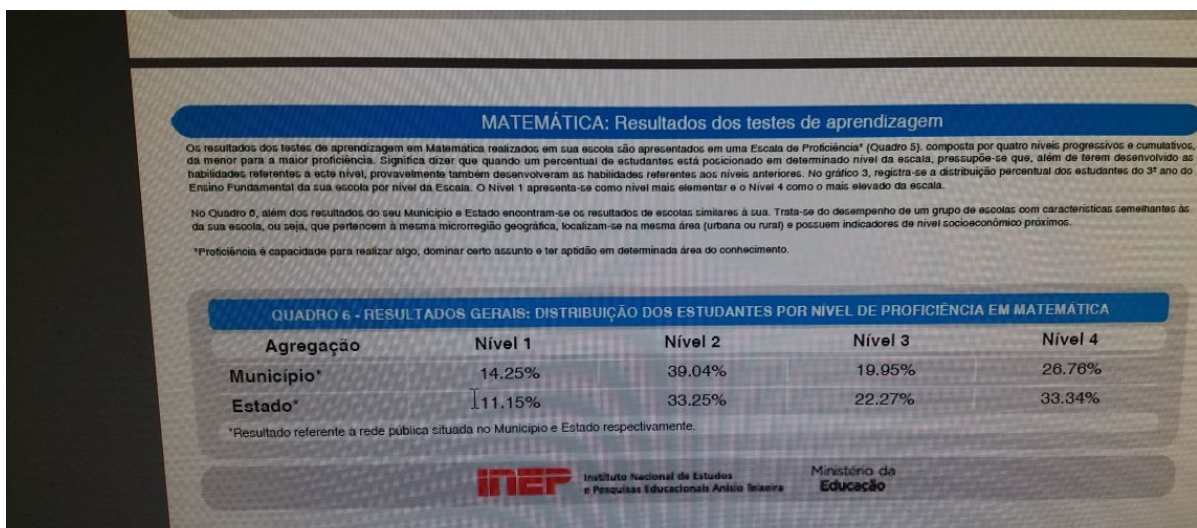 MATEMÁTICA: Resultados dos testes de aprendizagem
Os resultados dos testes de aprendizagem em Matemática realizados em sua escola são apresentados em uma Escala de Proficiência* (Quadro 5). composta por quatro níveis progressivos e cumulativos,
da menor para a maior proficiência. Significa dizer que quando um percentual de estudantes está posicionado em determinado nível da escala, pressupõe-se que, além de terem desenvolvido as
habilidades referentes a este nível, provavelmente também desenvolveram as habilidades referentes aos níveis anteriores. No gráfico 3, registra-se a distribuição percentual dos estudantes do 3º ano do
Ensino Fundamental da sua escola por nível da Escala. O Nível 1 apresenta-se como nível mais elementar e o Nível 4 como o mais elevado da escala.
No Quadro 6, além dos resultados do seu Município e Estado encontram-se os resultados de escolas similares à sua. Trata-se do desempenho de um grupo de escolas com características semelhantes às
da sua escola, ou seja, que pertencem à mesma microrregião geográfica, localizam-se na mesma área (urbana ou rural) e possuem indicadores de nível socioeconômico próximos.
*Proficiência é capacidade para realizar algo, dominar certo assunto e ter aptidão em determinada área do conhecimento.
QUADRO 6 - RESULTADOS GERAIS: DISTRIBUIÇÃO DOS ESTUDANTES POR NÍVEL DE PROFICIÊNCIA EM MATEMÁTICA
Agregação Nível 1 Nível 2 Nível 3 Nível 4
Município* 14.25% 39.04% 19.95% 26.76%
Estado* 11.15% 33.25% 22.27% 33.34%
*Resultado referente a rede pública situada no Município e Estado respectivamente.
INEP Instituto Nacional de Estudos
e Pesquisas Educacionais Anísio Teixeira
Ministério da
Educação